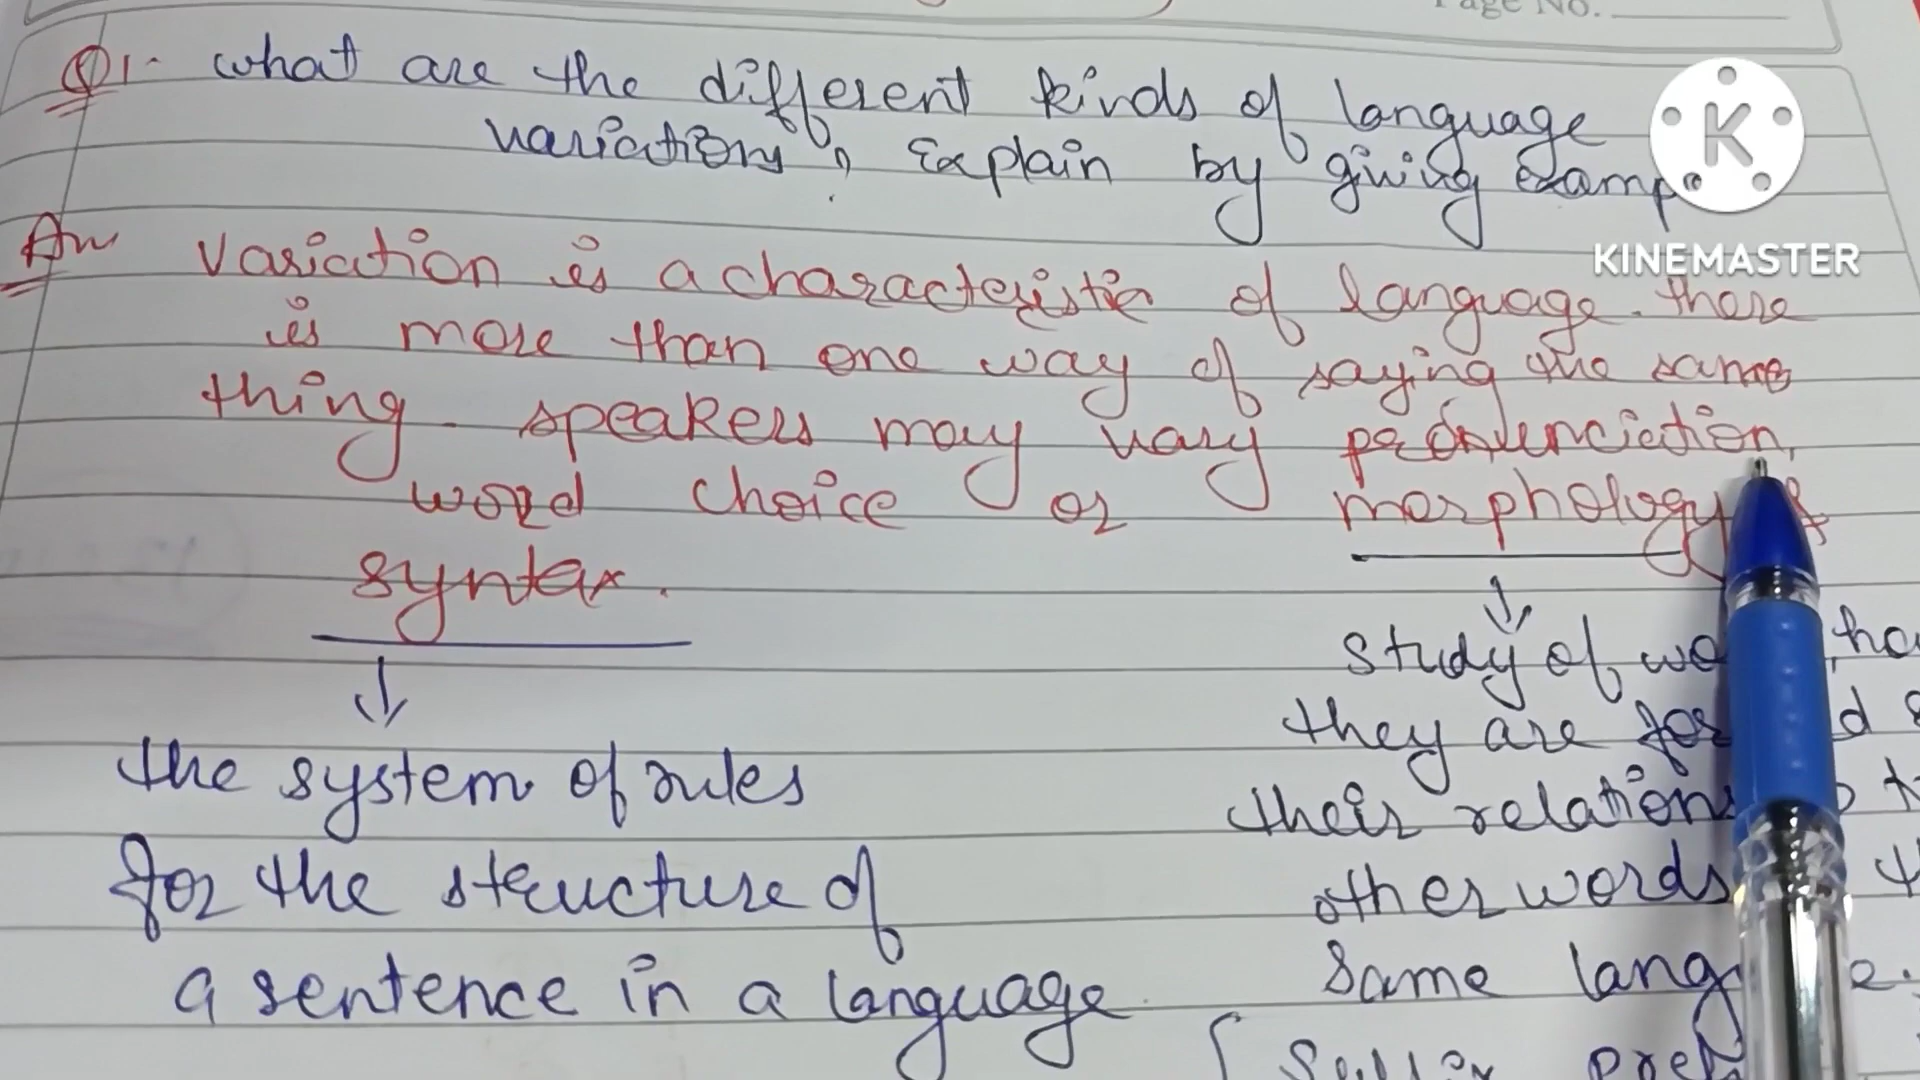 Page No.
Q1. what are the different kinds of language
variations, Explain by giving examp
KINEMASTER
Ans Variation is a characteristic of language. there
is more than one way of saying the same
thing. speakers may vary pronunciation,
word choice or morphology &
syntax.
study of
they are
their
other words
same
the system of rules
for the structure of
a sentence in a language